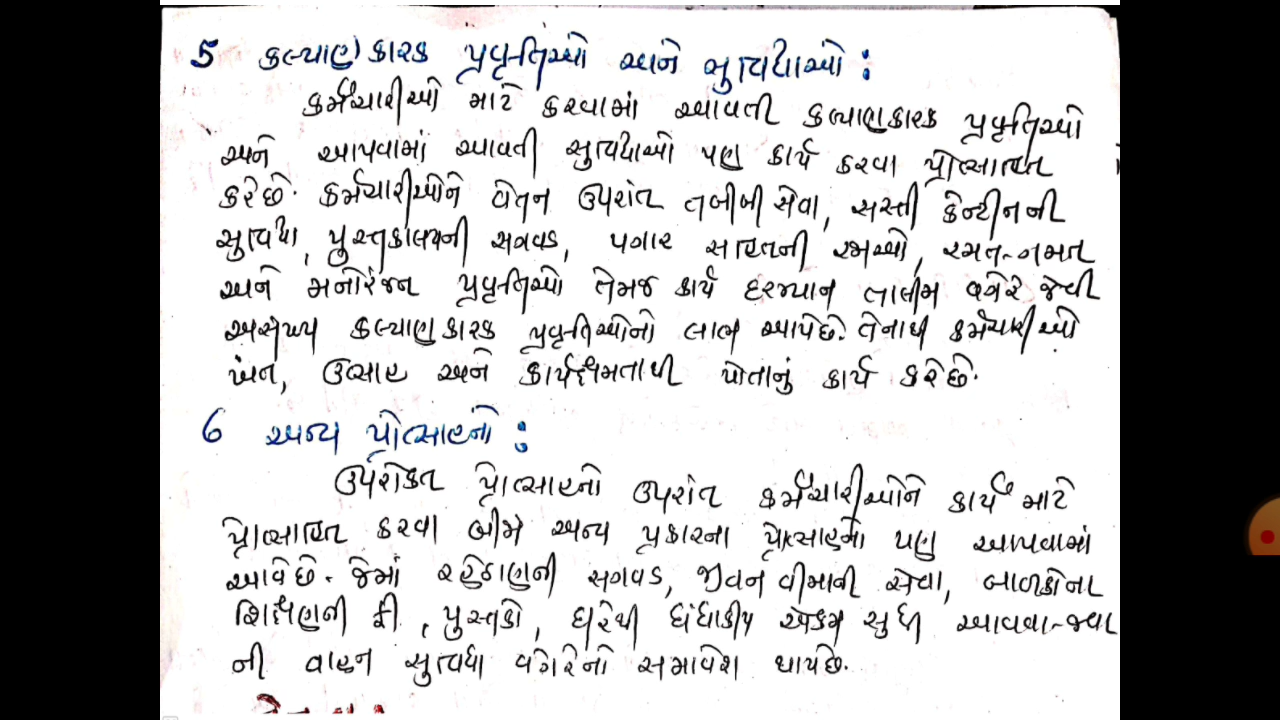 5 કલ્યાણકારક પ્રવૃત્તિઓ અને સુવિધાઓ :
કર્મચારીઓ માટે કરવામાં આવતી કલ્યાણકારક પ્રવૃત્તિઓ
અને આપવામાં આવતી સુવિધાઓ પણ કાર્ય કરવા પ્રોત્સાહિત
કરે છે. કર્મચારીઓને વેતન ઉપરાંત તબીબી સેવા, સસ્તી કેન્ટીનની
સુવિધા, પુસ્તકાલયની સગવડ, પગાર સહિતની રજાઓ, રમત-ગમત
અને મનોરંજન પ્રવૃત્તિઓ તેમજ કાર્ય દરમ્યાન તાલીમ વગેરે જેવી
અસંખ્ય કલ્યાણકારક પ્રવૃત્તિઓનો લાભ આપે છે. તેનાથી કર્મચારીઓ
ખંત, ઉત્સાહ અને કાર્યક્ષમતાથી પોતાનું કાર્ય કરે છે.
6 અન્ય પ્રોત્સાહનો :
ઉપરોક્ત પ્રોત્સાહનો ઉપરાંત કર્મચારીઓને કાર્ય માટે
પ્રોત્સાહિત કરવા બીજા અન્ય પ્રકારના પ્રોત્સાહનો પણ આપવામાં
આવે છે. જેમાં રહેઠાણની સગવડ, જીવન વીમાની સેવા, બાળકોના
શિક્ષણની ફી, પુસ્તકો, ઘરેથી ધંધાકીય એકમ સુધી આવવા-જવા
ની વાહન સુવિધા વગેરેનો સમાવેશ થાય છે.